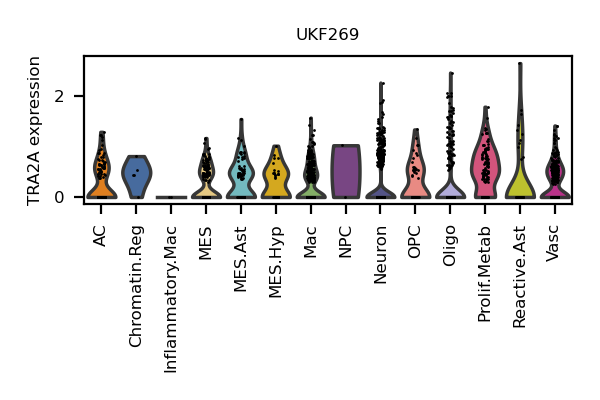 UKF269
TRA2A expression
2
0
AC
Chromatin.Reg
Inflammatory.Mac
MES
MES.Ast
MES.Hyp
Mac
NPC
Neuron
OPC
Oligo
Prolif.Metab
Reactive.Ast
Vasc